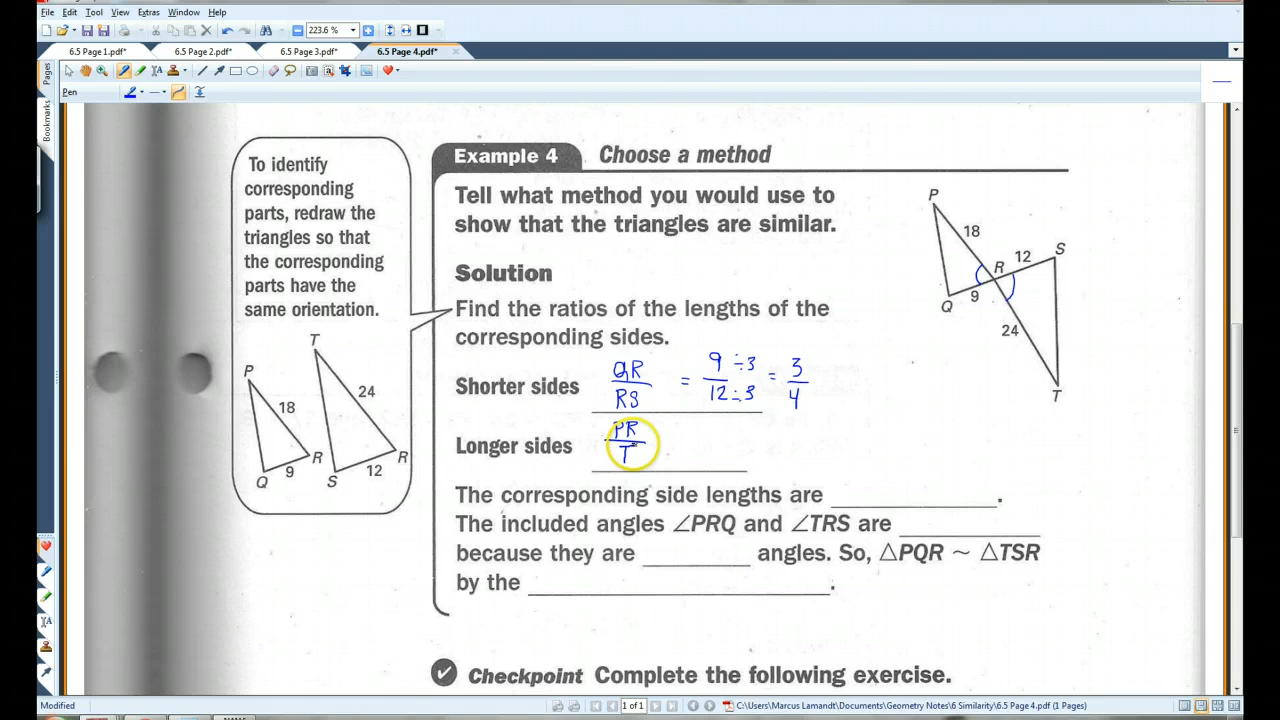 File Edit Tool View Extras Window Help
223.6 %
6.5 Page 1.pdf* 6.5 Page 2.pdf* 6.5 Page 3.pdf* 6.5 Page 4.pdf*
Pages
Bookmarks
Pen
To identify
corresponding
parts, redraw the
triangles so that
the corresponding
parts have the
same orientation.
P
18
9
Q
R
T
24
12
S
R
Example 4 Choose a method
Tell what method you would use to
show that the triangles are similar.
P
18
R
12
S
Q
9
24
T
Solution
Find the ratios of the lengths of the
corresponding sides.
Shorter sides QR/RS = 9÷3/12÷3 = 3/4
Longer sides PR/T
The corresponding side lengths are ____.
The included angles ∠PRQ and ∠TRS are ____
because they are ____ angles. So, △PQR ~ △TSR
by the ____.
Checkpoint Complete the following exercise.
Modified
1 of 1
C:\Users\Marcus Lamandt\Documents\Geometry Notes\6 Similarity\6.5 Page 4.pdf (1 Pages)